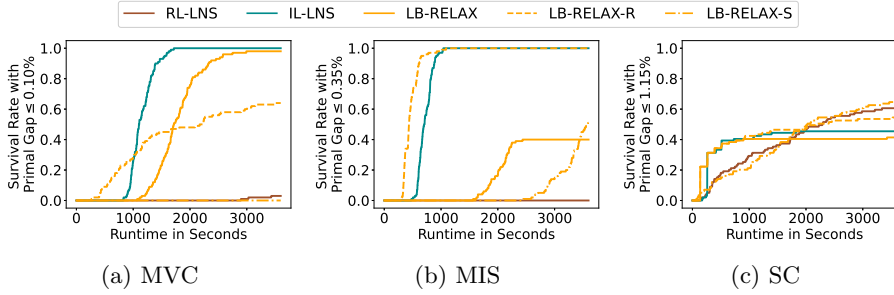 RL-LNS IL-LNS LB-RELAX LB-RELAX-R LB-RELAX-S
Survival Rate with
Primal Gap ≤ 0.10%
1.0
0.8
0.6
0.4
0.2
0.0
0 1000 2000 3000
Runtime in Seconds
(a) MVC
Survival Rate with
Primal Gap ≤ 0.35%
1.0
0.8
0.6
0.4
0.2
0.0
0 1000 2000 3000
Runtime in Seconds
(b) MIS
Survival Rate with
Primal Gap ≤ 1.15%
1.0
0.8
0.6
0.4
0.2
0.0
0 1000 2000 3000
Runtime in Seconds
(c) SC